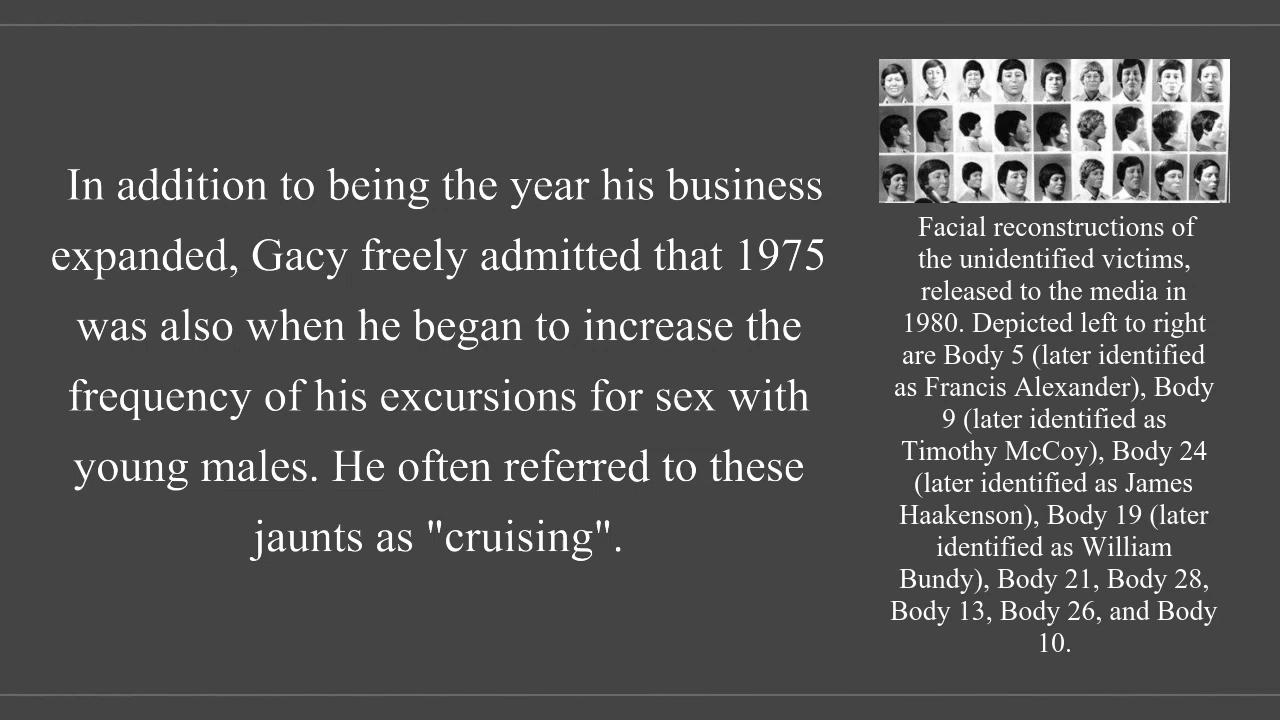 In addition to being the year his business
expanded, Gacy freely admitted that 1975
was also when he began to increase the
frequency of his excursions for sex with
young males. He often referred to these
jaunts as "cruising".
Facial reconstructions of
the unidentified victims,
released to the media in
1980. Depicted left to right
are Body 5 (later identified
as Francis Alexander), Body
9 (later identified as
Timothy McCoy), Body 24
(later identified as James
Haakenson), Body 19 (later
identified as William
Bundy), Body 21, Body 28,
Body 13, Body 26, and Body
10.